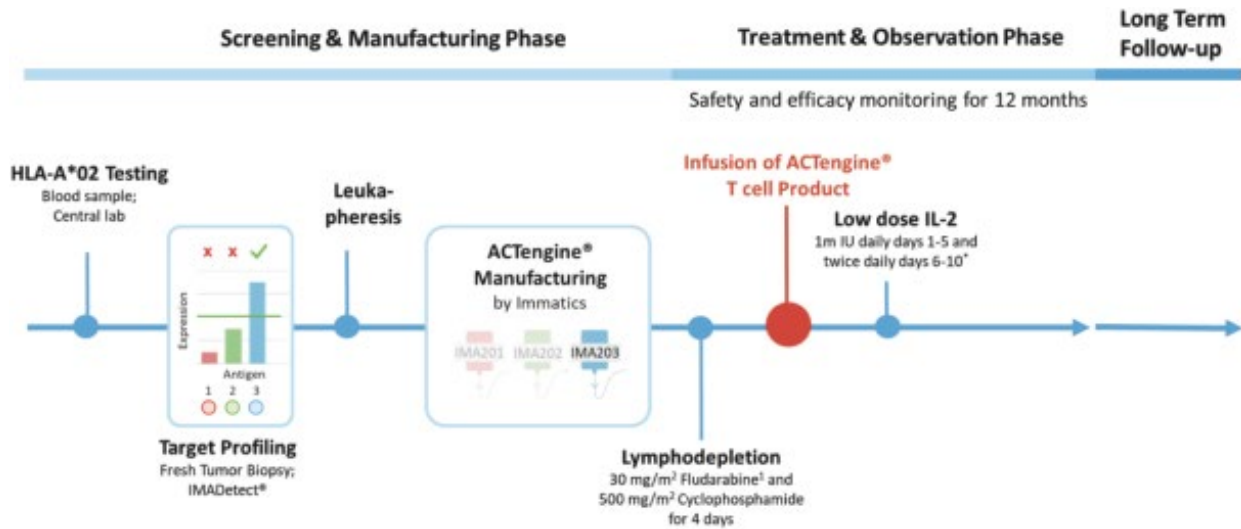 Screening & Manufacturing Phase
Treatment & Observation Phase
Long Term
Follow-up
Safety and efficacy monitoring for 12 months
HLA-A*02 Testing
Blood sample;
Central lab
x x ✓
Expression
Antigen
1 2 3
Target Profiling
Fresh Tumor Biopsy;
IMADetect®
Leuka-
pheresis
ACTengine®
Manufacturing
by Immatics
IMA201 IMA202 IMA203
Lymphodepletion
30 mg/m² Fludarabine¹ and
500 mg/m² Cyclophosphamide
for 4 days
Infusion of ACTengine®
T cell Product
Low dose IL-2
1m IU daily days 1-5 and
twice daily days 6-10*